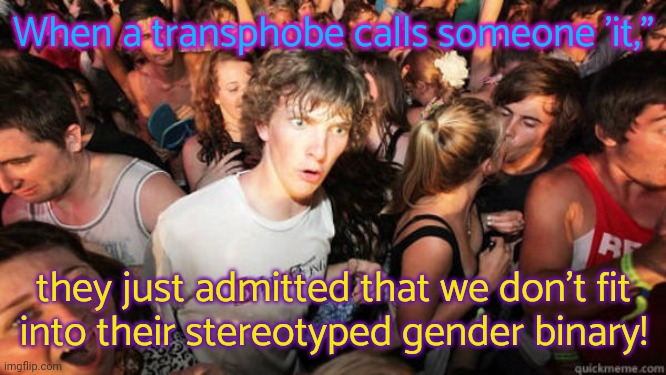 When a transphobe calls someone 'it,”
they just admitted that we don't fit
into their stereotyped gender binary!
RE
imgflip.com
quickmeme.com